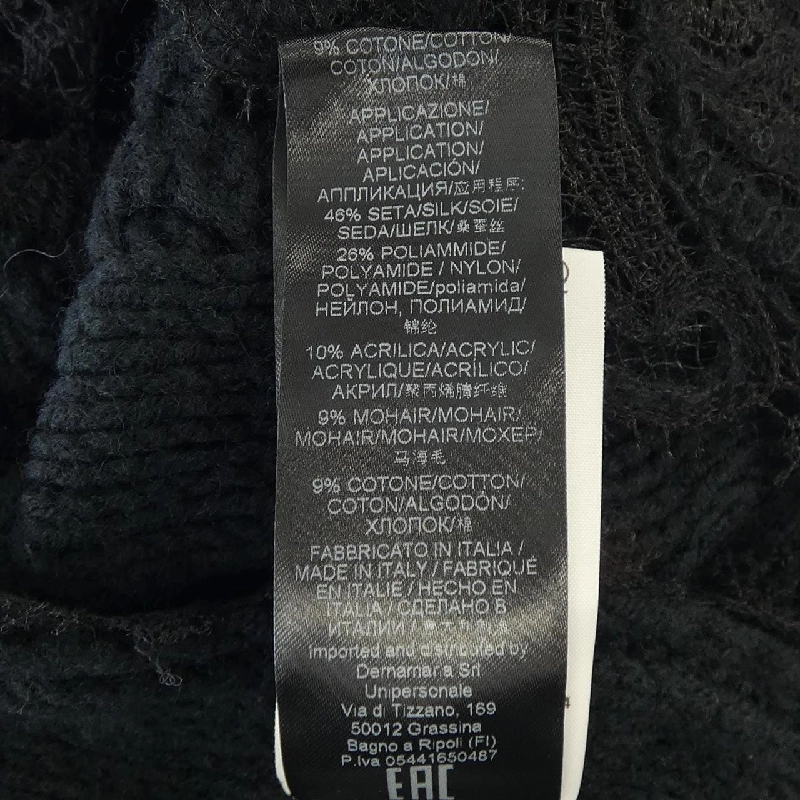 9% COTONE/COTTON/
COTON/ALGODÓN/
ХЛОПОК/棉
APPLICAZIONE/
APPLICATION/
APPLICATION/
APLICACIÓN/
АППЛИКАЦИЯ/应用程序:
46% SETA/SILK/SOIE/
SEDA/ШЕЛК/桑蚕丝
26% POLIAMMIDE/
POLYAMIDE / NYLON/
POLYAMIDE/poliamida/
НЕЙЛОН, ПОЛИАМИД/
锦纶
10% ACRILICA/ACRYLIC/
ACRYLIQUE/ACRÍLICO/
АКРИЛ/聚丙烯腈纤维
9% MOHAIR/MOHAIR/
MOHAIR/MOHAIR/МОХЕР/
马海毛
9% COTONE/COTTON/
COTON/ALGODÓN/
ХЛОПОК/棉
FABBRICATO IN ITALIA /
MADE IN ITALY / FABRIQUÉ
EN ITALIE / HECHO EN
ITALIA / СДЕЛАНО В
ИТАЛИИ /
Imported and distributed by
Demamaria Srl
Unipersonale
Via di Tizzano, 169
50012 Grassina
Bagno a Ripoli (FI)
P.Iva 05441650487
EAC